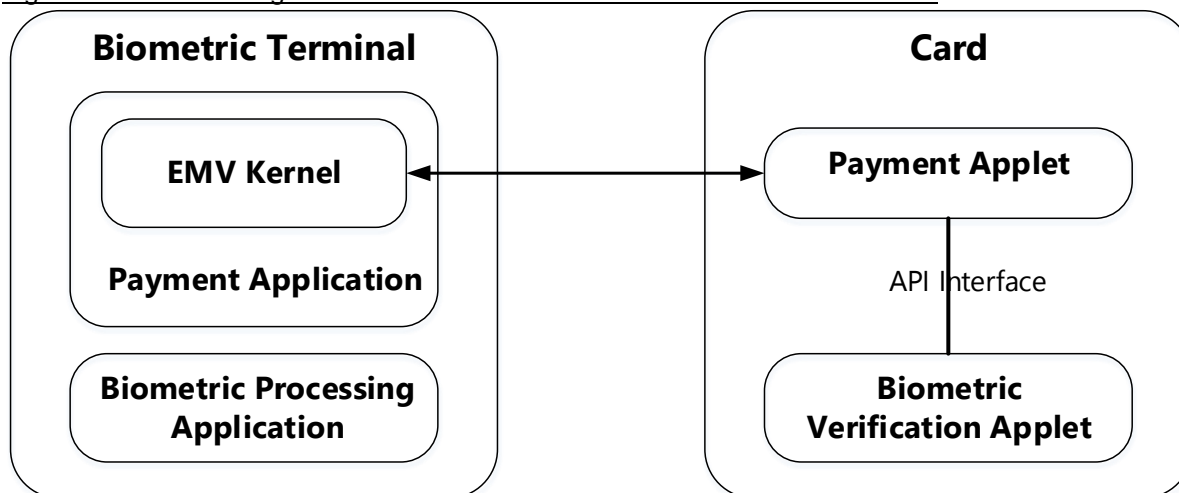 Biometric Terminal
EMV Kernel
Payment Application
Biometric Processing
Application
Card
Payment Applet
API Interface
Biometric
Verification Applet